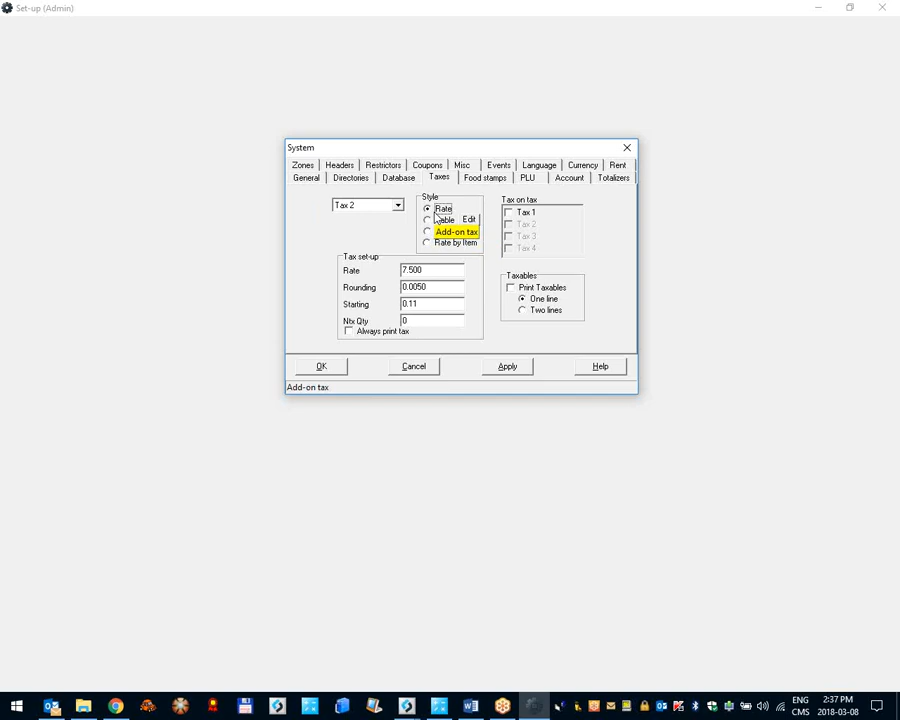 Set-up (Admin)
System
Zones Headers Restrictors Coupons Misc Events Language Currency Rent
General Directories Database Taxes Food stamps PLU Account Totalizers
Tax 2
Style
Rate
Edit
Add-on tax
Rate by Item
Tax on tax
Tax 1
Tax 2
Tax 3
Tax 4
Tax set-up
Rate 7.500
Rounding 0.0050
Starting 0.11
Ntx Qty 0
Always print tax
Taxables
Print Taxables
One line
Two lines
OK Cancel Apply Help
Add-on tax
ENG 2:37 PM
CMS 2018-03-08